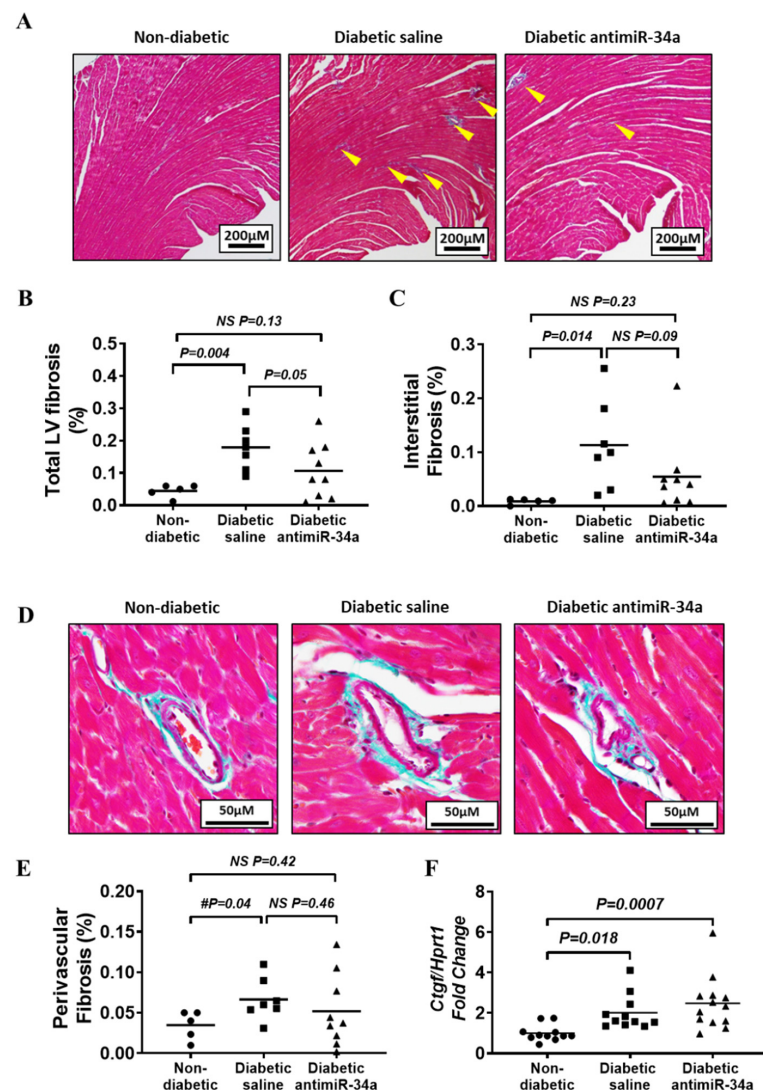 A
Non-diabetic
Diabetic saline
Diabetic antimiR-34a
200µM
200µM
200µM
B
NS P=0.13
P=0.004
P=0.05
Total LV fibrosis
(%)
0.5
0.4
0.3
0.2
0.1
0.0
Non-
diabetic
Diabetic
saline
Diabetic
antimiR-34a
C
NS P=0.23
P=0.014
NS P=0.09
Interstitial
Fibrosis (%)
0.3
0.2
0.1
0.0
Non-
diabetic
Diabetic
saline
Diabetic
antimiR-34a
D
Non-diabetic
Diabetic saline
Diabetic antimiR-34a
50µM
50µM
50µM
E
NS P=0.42
#P=0.04
NS P=0.46
Perivascular
Fibrosis (%)
0.20
0.15
0.10
0.05
0.00
Non-
diabetic
Diabetic
saline
Diabetic
antimiR-34a
F
P=0.0007
P=0.018
Ctgf/Hprt1
Fold Change
8
6
4
2
0
Non-
diabetic
Diabetic
saline
Diabetic
antimiR-34a